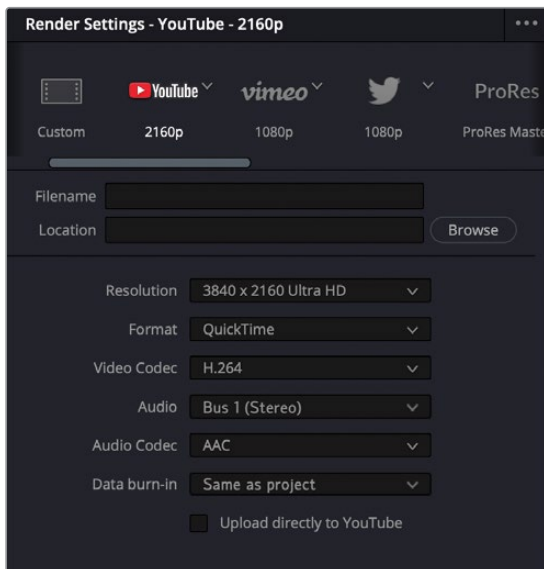 Render Settings - YouTube - 2160p
YouTube vimeo ProRes
Custom 2160p 1080p 1080p ProRes Maste
Filename
Location Browse
Resolution 3840 x 2160 Ultra HD
Format QuickTime
Video Codec H.264
Audio Bus 1 (Stereo)
Audio Codec AAC
Data burn-in Same as project
Upload directly to YouTube